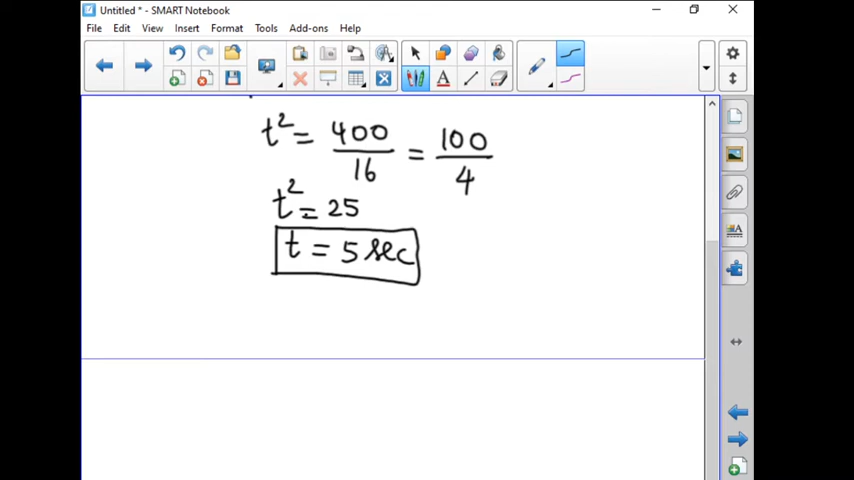 Untitled * - SMART Notebook
File Edit View Insert Format Tools Add-ons Help
t² = 400/16 = 100/4
t² = 25
t = 5 sec